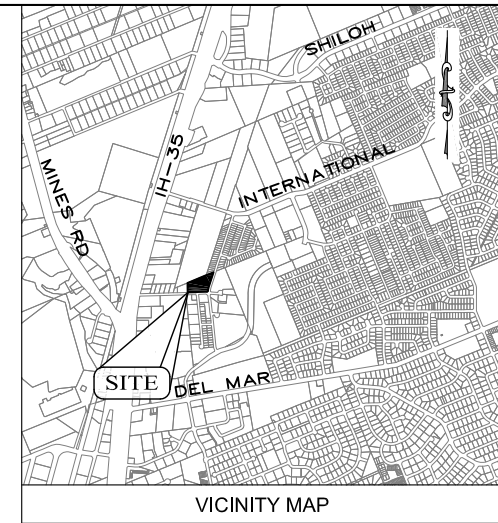 SHILOH
MINES RD
IH-35
INTERNATIONAL
SITE
DEL MAR
VICINITY MAP